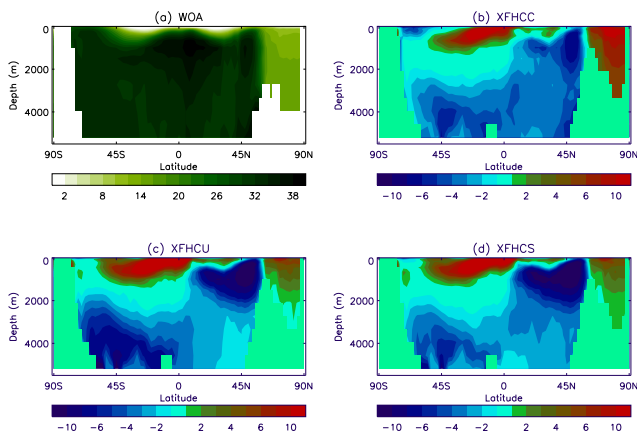 (a) WOA
(b) XFHCC
0
2000
4000
Depth (m)
90S 45S 0 45N 90N
Latitude
2 8 14 20 26 32 38
0
2000
4000
Depth (m)
90S 45S 0 45N 90N
Latitude
−10 −6 −4 −2 2 4 6 10
(c) XFHCU
(d) XFHCS
0
2000
4000
Depth (m)
90S 45S 0 45N 90N
Latitude
−10 −6 −4 −2 2 4 6 10
0
2000
4000
Depth (m)
90S 45S 0 45N 90N
Latitude
−10 −6 −4 −2 2 4 6 10